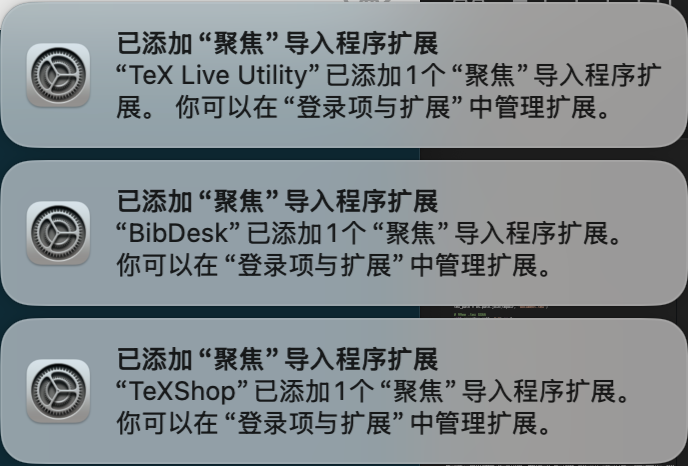 已添加“聚焦”导入程序扩展
“TeX Live Utility”已添加1个“聚焦”导入程序扩
展。 你可以在“登录项与扩展”中管理扩展。
已添加“聚焦”导入程序扩展
“BibDesk”已添加1个“聚焦”导入程序扩展。
你可以在“登录项与扩展”中管理扩展。
已添加“聚焦”导入程序扩展
“TeXShop”已添加1个“聚焦”导入程序扩展。
你可以在“登录项与扩展”中管理扩展。